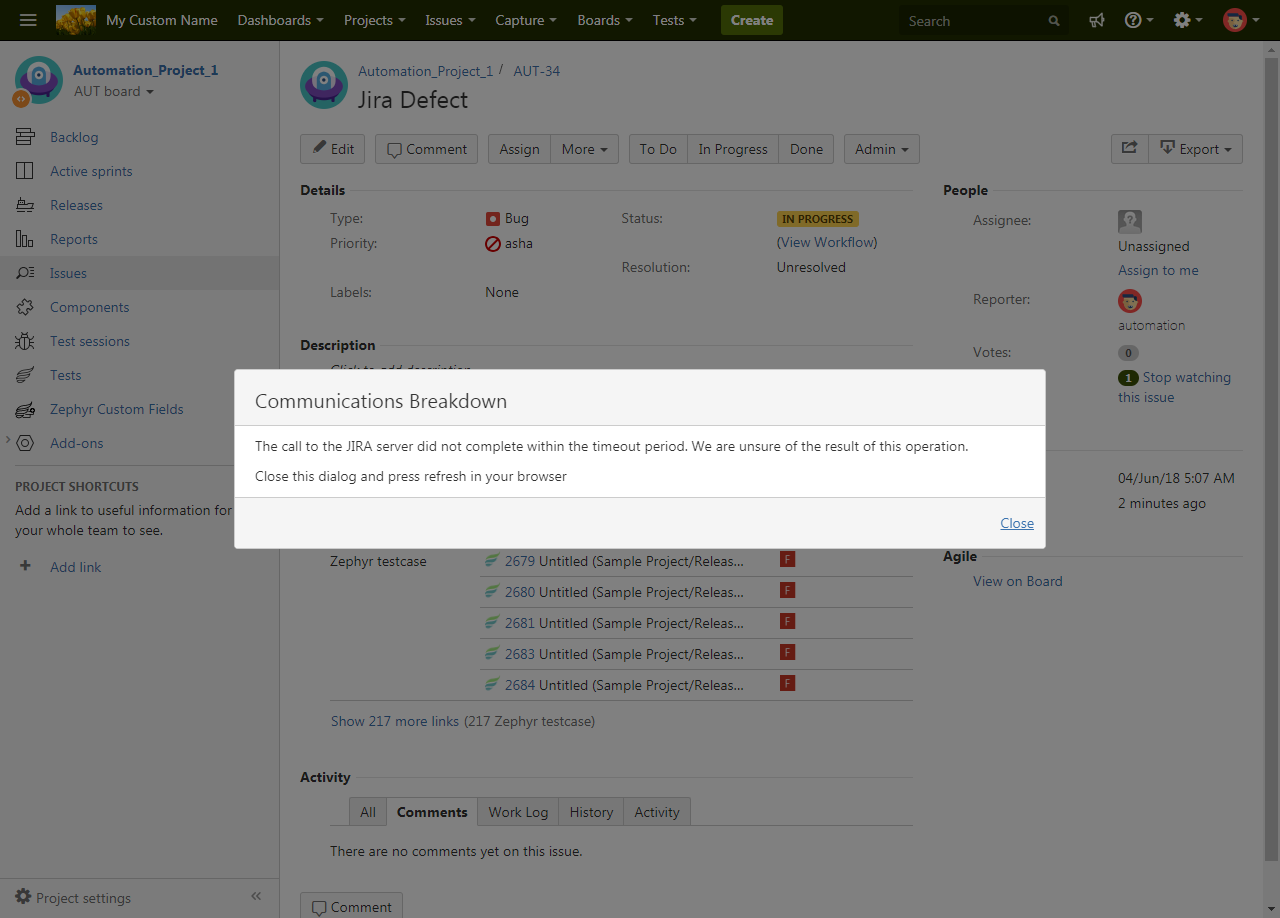 My Custom Name Dashboards Projects Issues Capture Boards Tests Create Search
Automation_Project_1
AUT board
Backlog
Active sprints
Releases
Reports
Issues
Components
Test sessions
Tests
Zephyr Custom Fields
Add-ons
PROJECT SHORTCUTS
Add a link to useful information for
your whole team to see.
Add link
Project settings
Automation_Project_1 / AUT-34
Jira Defect
Edit Comment Assign More To Do In Progress Done Admin Export
Details
Type: Bug
Status: IN PROGRESS
(View Workflow)
Priority: asha
Resolution: Unresolved
Labels: None
Description
Click to add description
Communications Breakdown
The call to the JIRA server did not complete within the timeout period. We are unsure of the result of this operation.
Close this dialog and press refresh in your browser
Close
Zephyr testcase
2679 Untitled (Sample Project/Releas... F
2680 Untitled (Sample Project/Releas... F
2681 Untitled (Sample Project/Releas... F
2683 Untitled (Sample Project/Releas... F
2684 Untitled (Sample Project/Releas... F
Show 217 more links (217 Zephyr testcase)
Activity
All Comments Work Log History Activity
There are no comments yet on this issue.
Comment
People
Assignee:
Unassigned
Assign to me
Reporter:
automation
Votes: 0
1 Stop watching
this issue
04/Jun/18 5:07 AM
2 minutes ago
Agile
View on Board